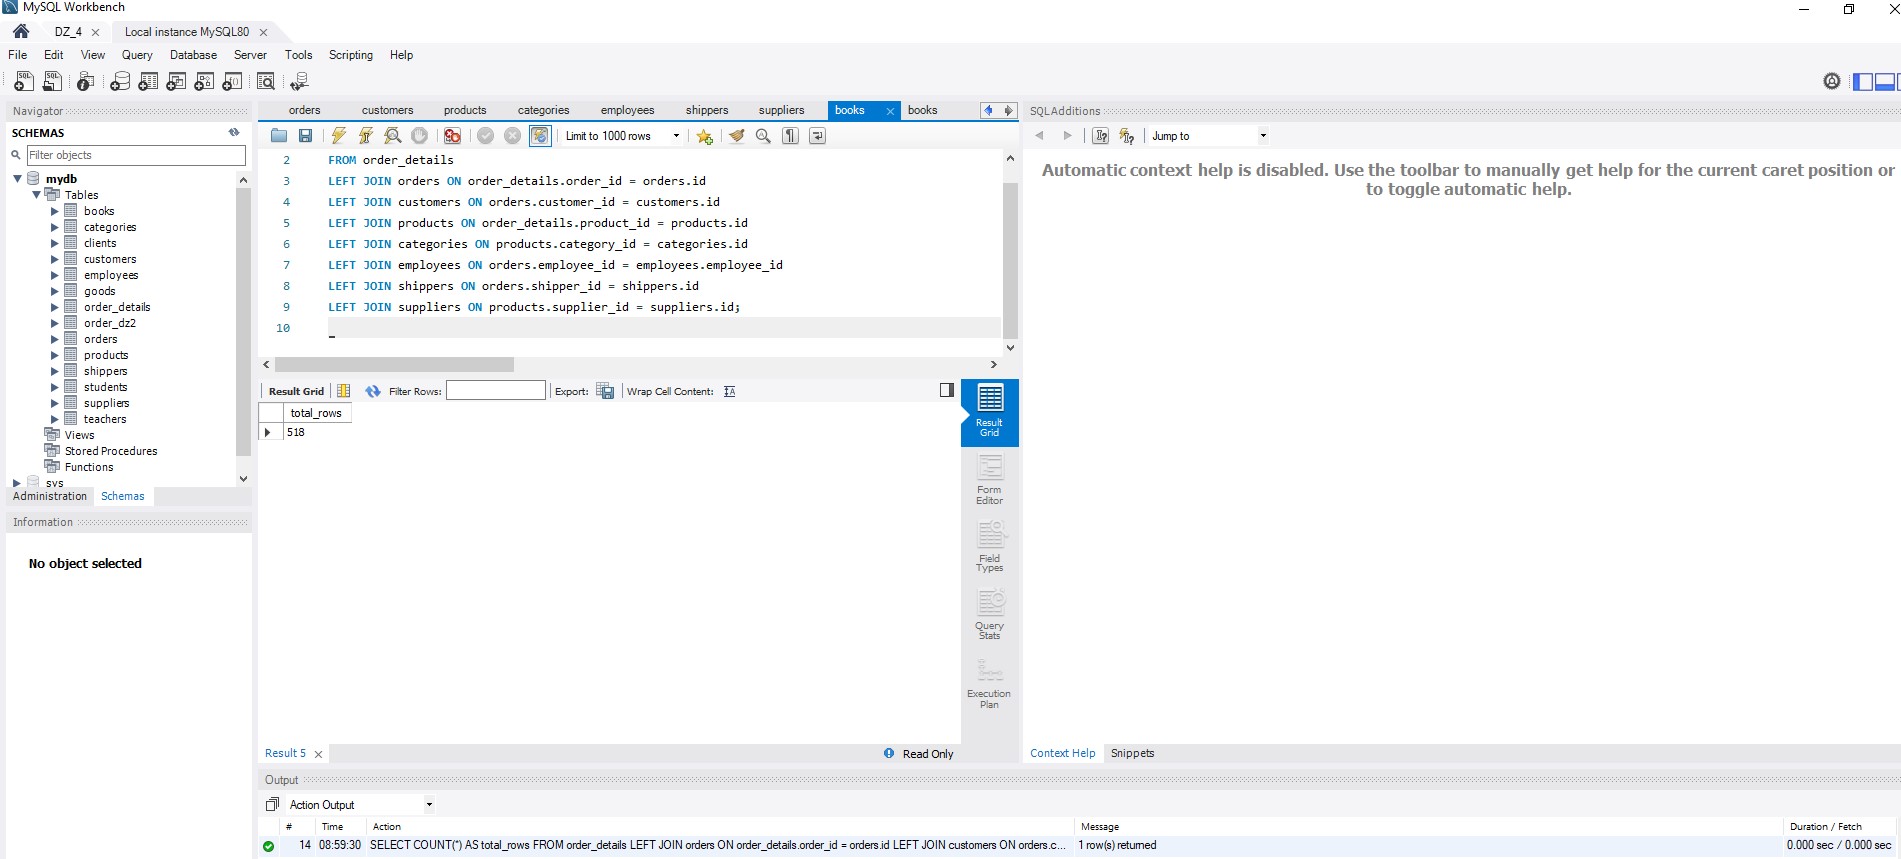 MySQL Workbench
DZ_4
Local instance MySQL80
File Edit View Query Database Server Tools Scripting Help
Navigator
SCHEMAS
Filter objects
mydb
Tables
books
categories
clients
customers
employees
goods
order_details
order_dz2
orders
products
shippers
students
suppliers
teachers
Views
Stored Procedures
Functions
sys
Administration Schemas
Information
No object selected
orders customers products categories employees shippers suppliers books books
Limit to 1000 rows
2 FROM order_details
3 LEFT JOIN orders ON order_details.order_id = orders.id
4 LEFT JOIN customers ON orders.customer_id = customers.id
5 LEFT JOIN products ON order_details.product_id = products.id
6 LEFT JOIN categories ON products.category_id = categories.id
7 LEFT JOIN employees ON orders.employee_id = employees.employee_id
8 LEFT JOIN shippers ON orders.shipper_id = shippers.id
9 LEFT JOIN suppliers ON products.supplier_id = suppliers.id;
10
Result Grid Filter Rows: Export: Wrap Cell Content:
total_rows
518
Result
Grid
Form
Editor
Field
Types
Query
Stats
Execution
Plan
Result 5
Read Only
SQLAdditions
Jump to
Automatic context help is disabled. Use the toolbar to manually get help for the current caret position or
to toggle automatic help.
Context Help Snippets
Output
Action Output
# Time Action Message Duration / Fetch
14 08:59:30 SELECT COUNT(*) AS total_rows FROM order_details LEFT JOIN orders ON order_details.order_id = orders.id LEFT JOIN customers ON orders.c... 1 row(s) returned 0.000 sec / 0.000 sec